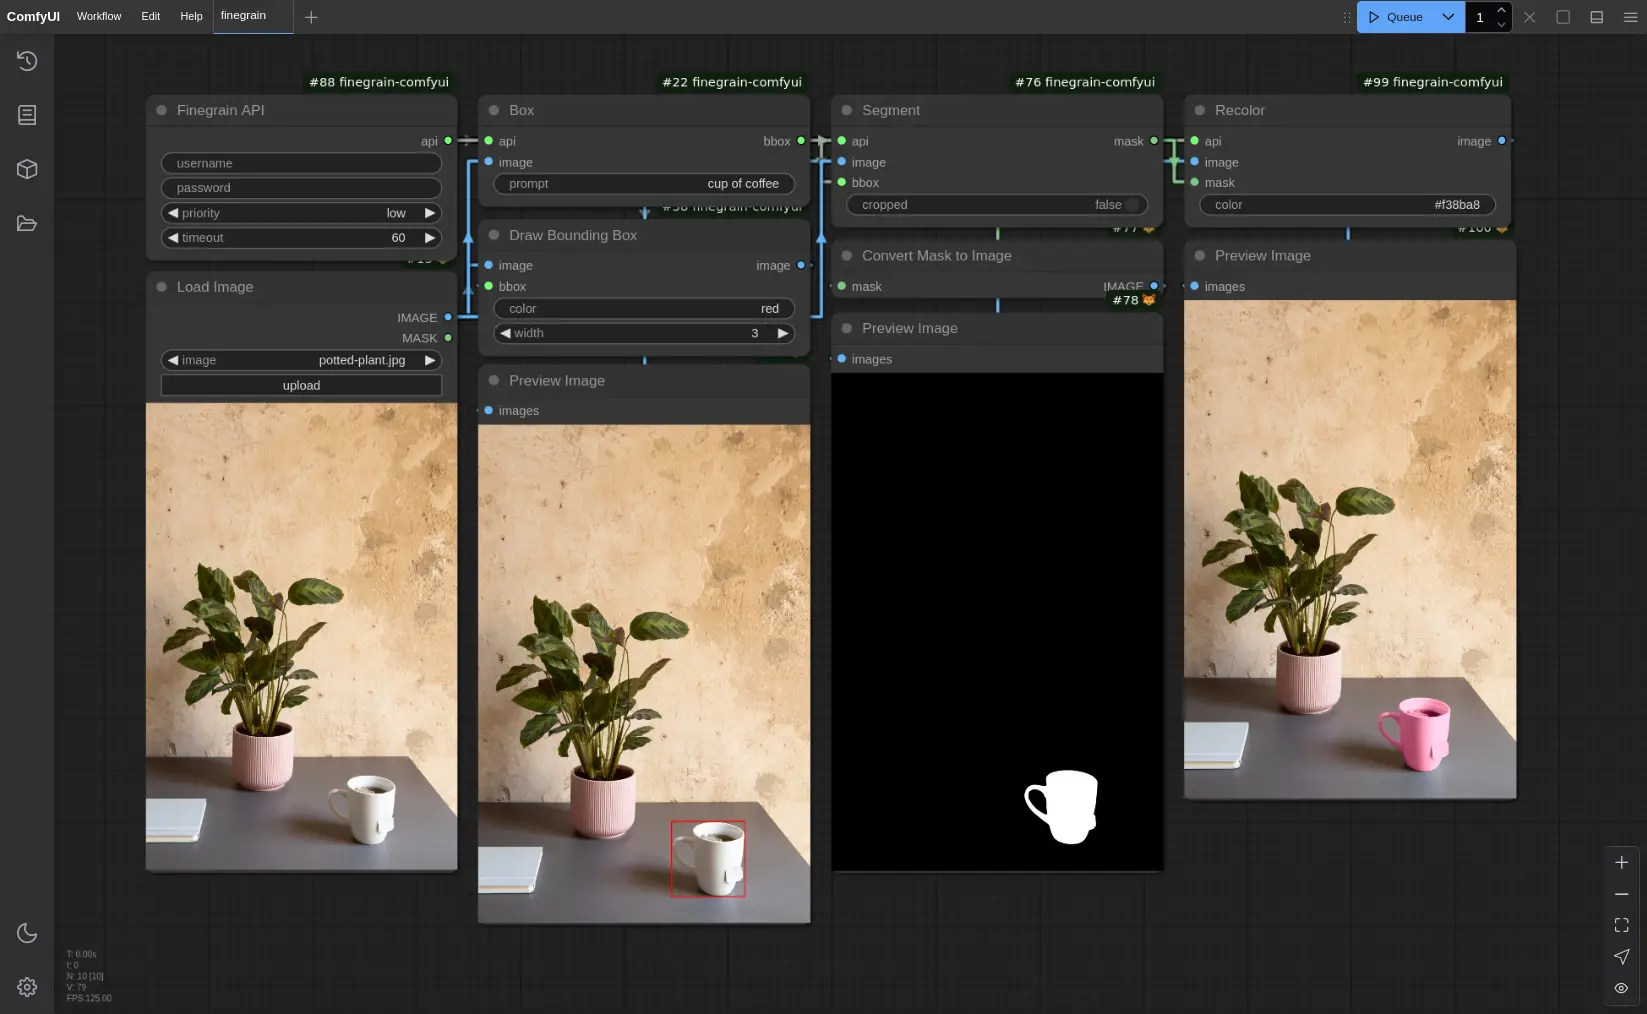 ComfyUI Workflow Edit Help finegrain
Queue 1
#88 finegrain-comfyui
Finegrain API
api
username
password
priority low
timeout 60
Load Image
IMAGE
MASK
image potted-plant.jpg
upload
#22 finegrain-comfyui
Box
api bbox
image
prompt cup of coffee
finegrain-comfyui
Draw Bounding Box
image image
bbox
color red
width 3
Preview Image
images
#76 finegrain-comfyui
Segment
api mask
image
bbox
cropped false
#77
Convert Mask to Image
mask IMAGE
#78
Preview Image
images
#99 finegrain-comfyui
Recolor
api image
image
mask
color #f38ba8
#100
Preview Image
images
T: 0.00s
I: 0
N: 10 [10]
V: 79
FPS:125.00